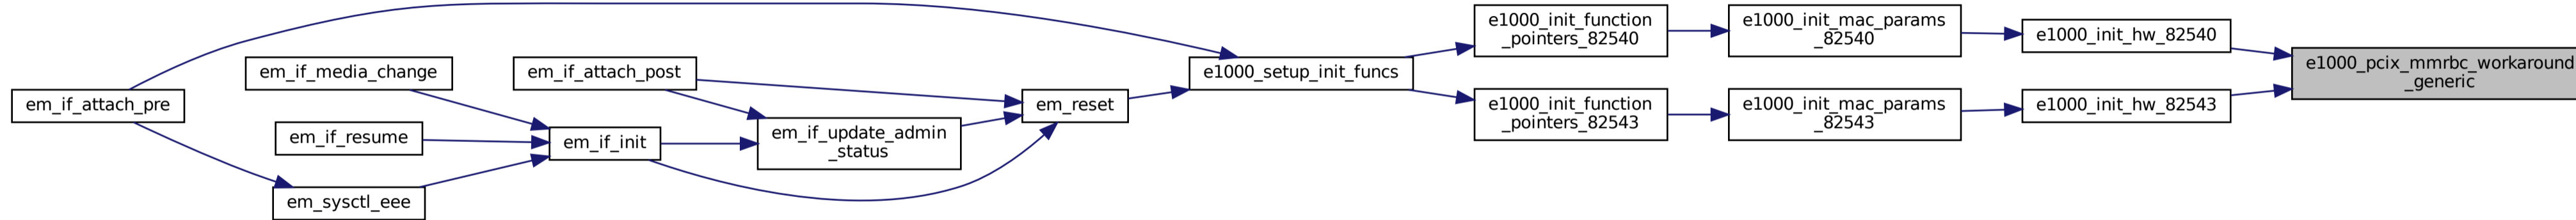 em_if_attach_pre
em_if_media_change
em_if_resume
em_sysctl_eee
em_if_attach_post
em_if_init
em_if_update_admin
_status
em_reset
e1000_setup_init_funcs
e1000_init_function
_pointers_82540
e1000_init_function
_pointers_82543
e1000_init_mac_params
_82540
e1000_init_mac_params
_82543
e1000_init_hw_82540
e1000_init_hw_82543
e1000_pcix_mmrbc_workaround
_generic